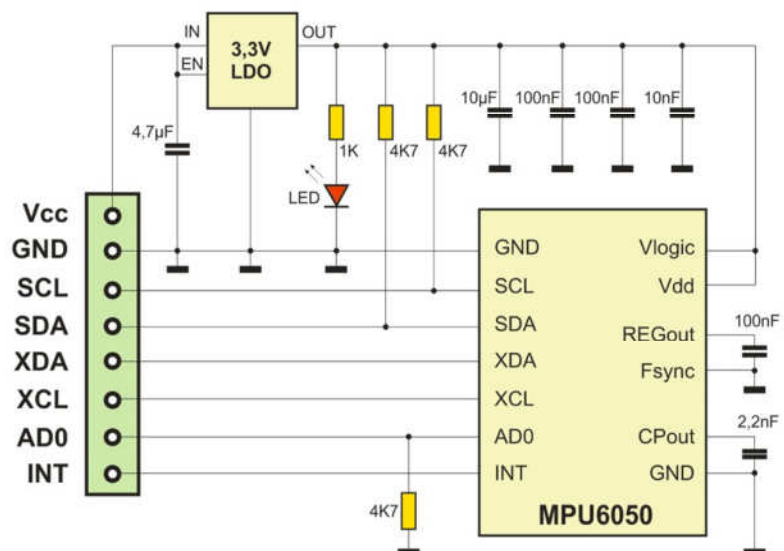 IN
3,3V
LDO
OUT
EN
4,7µF
10µF
100nF
100nF
10nF
1K
4K7
4K7
LED
Vcc
GND
SCL
SDA
XDA
XCL
AD0
INT
GND
SCL
SDA
XDA
XCL
AD0
INT
Vlogic
Vdd
REGout
Fsync
CPout
GND
100nF
2,2nF
MPU6050
4K7